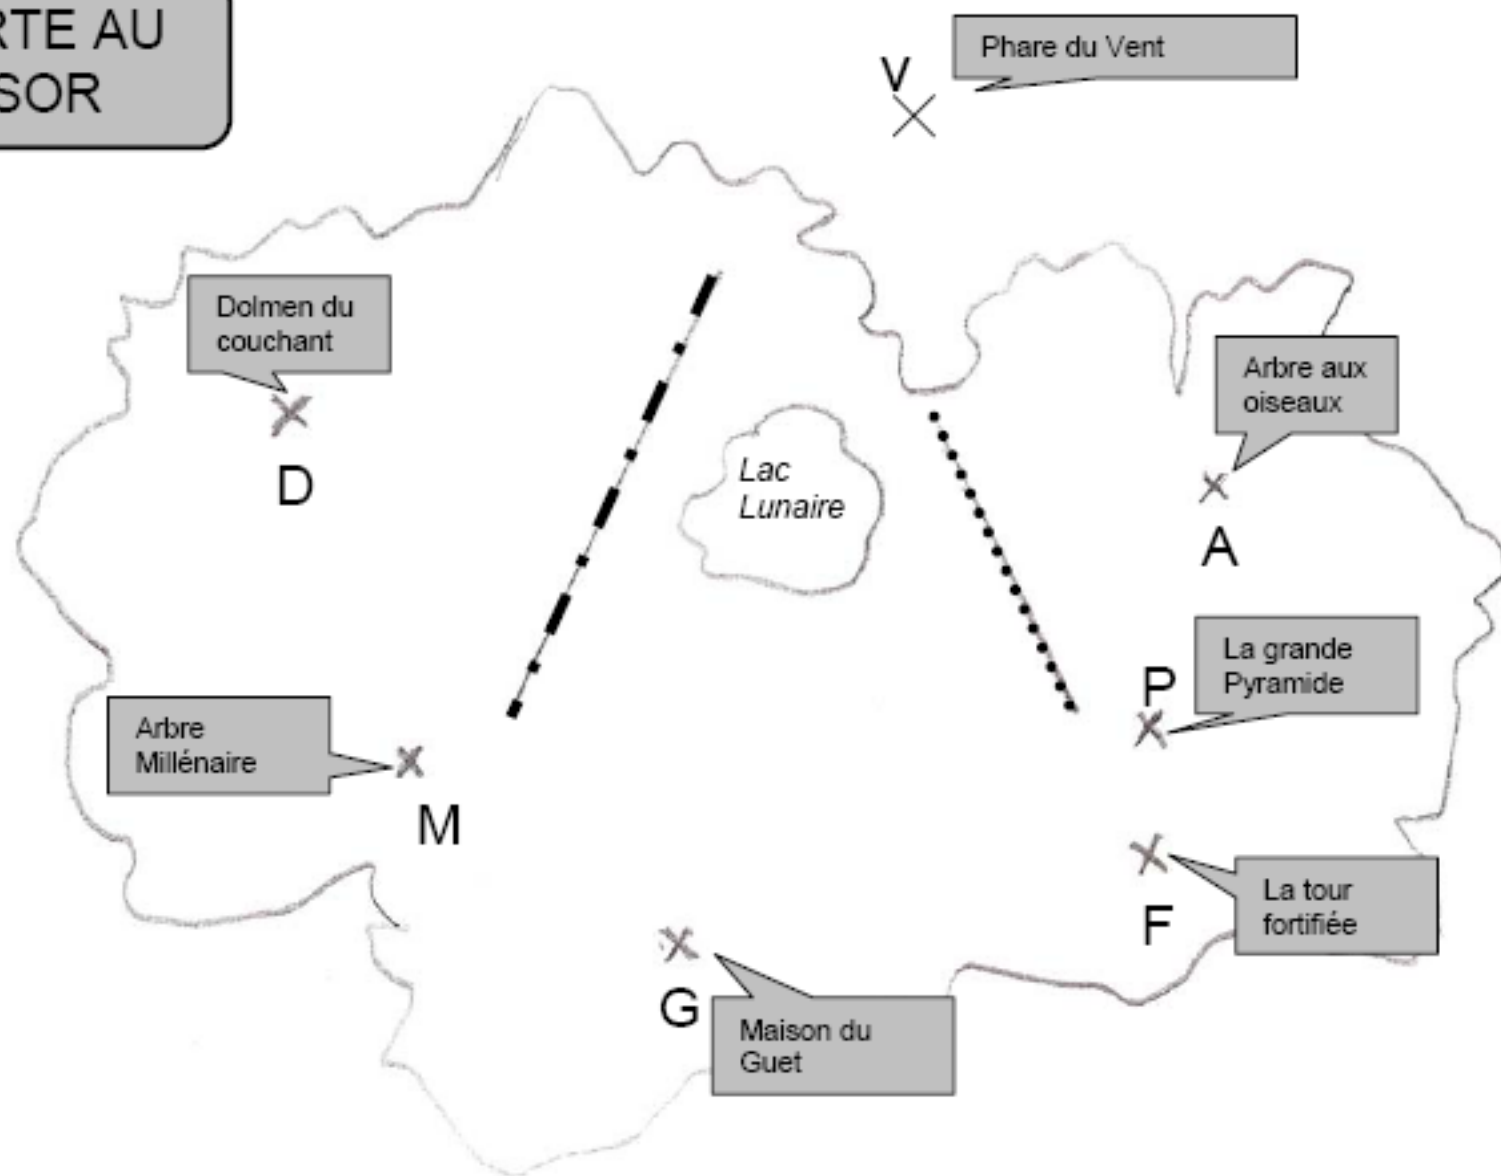 RTE AU
SOR
V
Phare du Vent
Dolmen du
couchant
D
Lac
Lunaire
Arbre aux
oiseaux
A
La grande
Pyramide
P
Arbre
Millénaire
M
La tour
fortifiée
F
G
Maison du
Guet